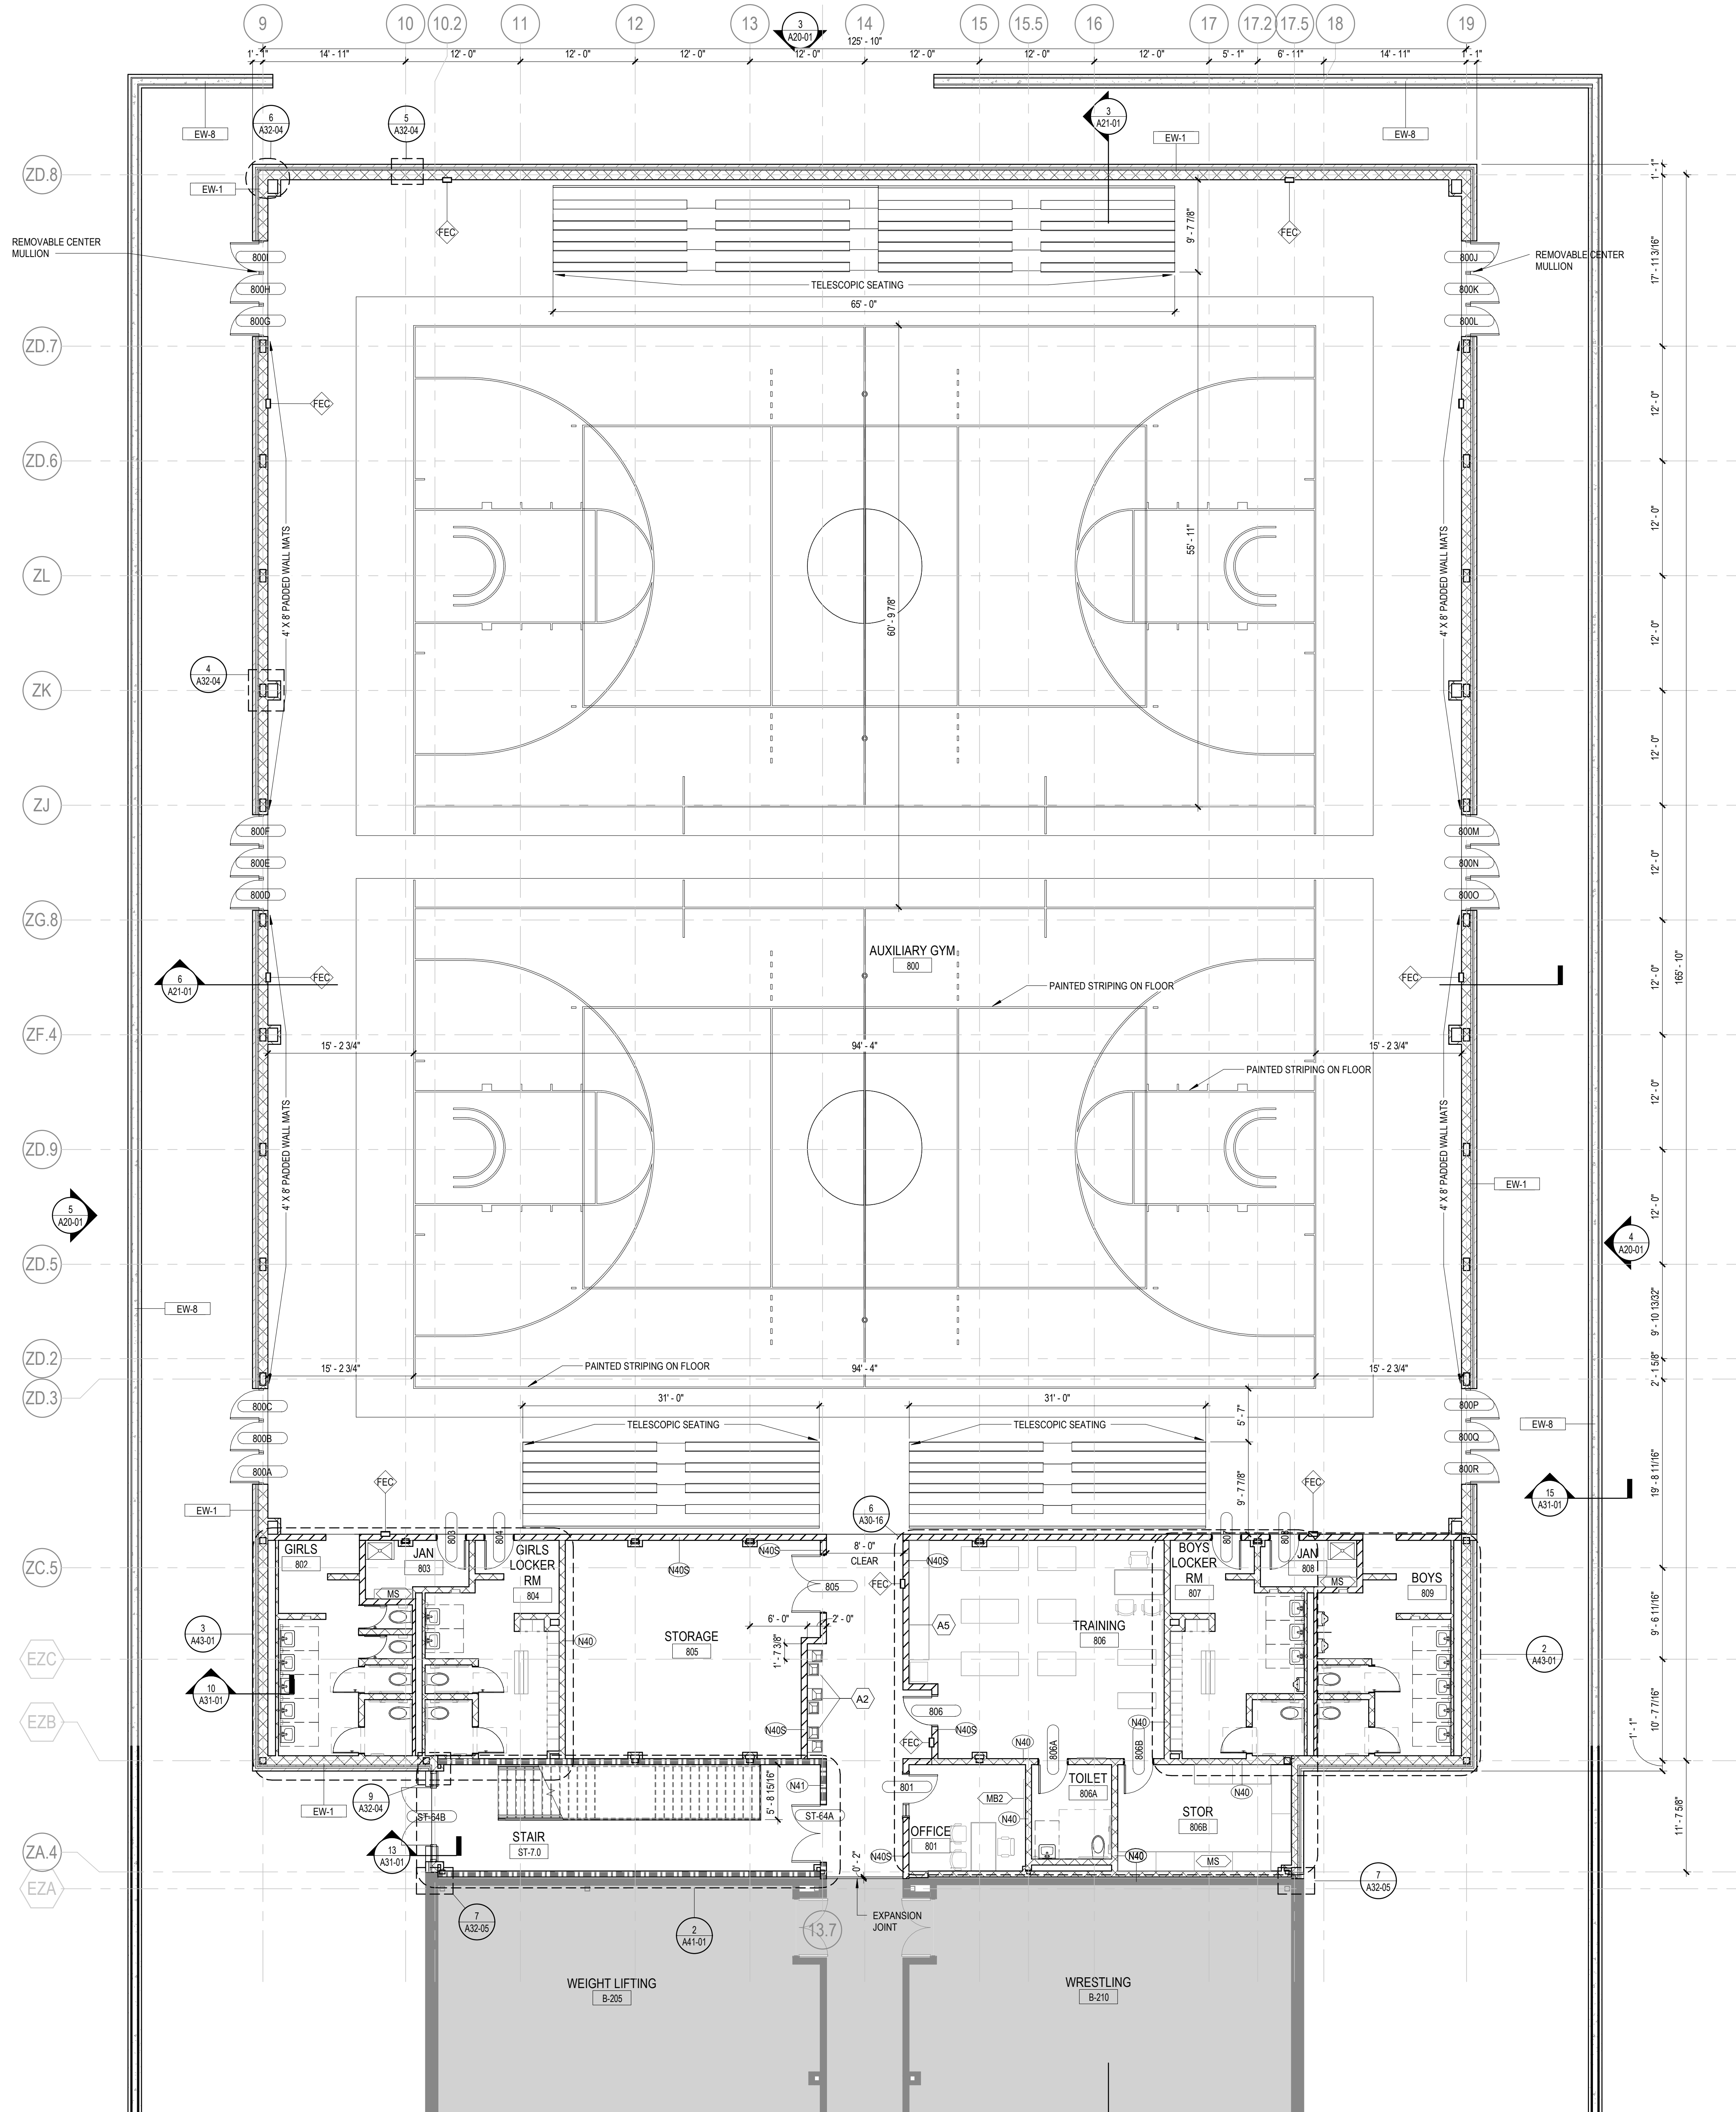 9
10
10.2
11
12
13
3
A20-01
14
15
15.5
16
17
17.2
17.5
18
19
125' - 10"
1' - 1"
14' - 11"
12' - 0"
12' - 0"
12' - 0"
12' - 0"
12' - 0"
12' - 0"
12' - 0"
5' - 1"
6' - 11"
14' - 11"
1' - 1"
EW-8
6
A32-04
5
A32-04
3
A21-01
EW-1
EW-8
ZD.8
EW-1
1' - 1"
FEC
9' - 7 7/8"
FEC
REMOVABLE CENTER
MULLION
800I
800H
800G
TELESCOPIC SEATING
65' - 0"
800J
800K
800L
REMOVABLE CENTER
MULLION
17' - 11 13/16"
ZD.7
FEC
12' - 0"
ZD.6
12' - 0"
4' X 8' PADDED WALL MATS
55' - 11"
4' X 8' PADDED WALL MATS
ZL
60' - 9 7/8"
12' - 0"
4
A32-04
ZK
12' - 0"
ZJ
800F
800E
800D
800M
800N
800O
12' - 0"
ZG.8
AUXILIARY GYM
800
6
A21-01
FEC
FEC
12' - 0"
165' - 10"
PAINTED STRIPING ON FLOOR
ZF.4
15' - 2 3/4"
94' - 4"
15' - 2 3/4"
PAINTED STRIPING ON FLOOR
12' - 0"
4' X 8' PADDED WALL MATS
4' X 8' PADDED WALL MATS
ZD.9
EW-1
5
A20-01
12' - 0"
4
A20-01
ZD.5
EW-8
9' - 10 13/32"
ZD.2
15' - 2 3/4"
PAINTED STRIPING ON FLOOR
94' - 4"
15' - 2 3/4"
2' - 1 5/8"
ZD.3
31' - 0"
31' - 0"
800C
800B
800A
TELESCOPIC SEATING
TELESCOPIC SEATING
5' - 7"
800P
800Q
800R
EW-8
FEC
9' - 7 7/8"
FEC
19' - 8 11/16"
15
A31-01
EW-1
6
A30-16
803
804
807
808
GIRLS
802
JAN
803
GIRLS
LOCKER
RM
804
N40S
8' - 0"
CLEAR
N40S
N40S
BOYS
LOCKER
RM
807
JAN
808
BOYS
809
ZC.5
MS
805
FEC
MS
3
A43-01
6' - 0"
2' - 0"
A5
TRAINING
806
9' - 6 11/16"
N40
STORAGE
805
1' - 7 3/8"
2
A43-01
EZC
10
A31-01
A2
806
EZB
N40S
N40S
N40
10' - 7 7/16"
FEC
N40
806A
806B
1' - 1"
EW-1
9
A32-04
ST-64B
5' - 8 15/16"
N41
ST-64A
801
MB2
N40
TOILET
806A
N40
STOR
806B
STAIR
ST-7.0
OFFICE
801
11' - 7 5/8"
13
A31-01
ZA.4
N40S
N40
MS
EZA
0' - 2"
7
A32-05
7
A32-05
2
A41-01
13.7
EXPANSION
JOINT
WEIGHT LIFTING
B-205
WRESTLING
B-210